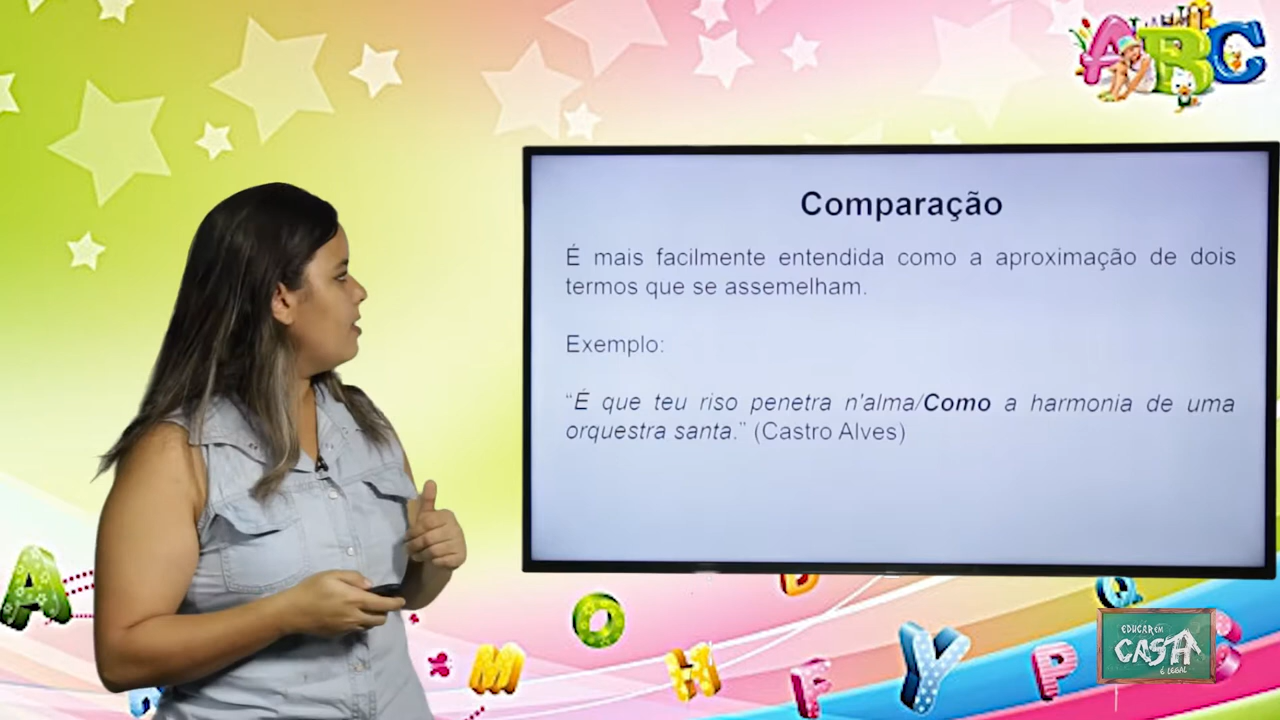 ABC
Comparação
É mais facilmente entendida como a aproximação de dois
termos que se assemelham.
Exemplo:
“É que teu riso penetra n'alma/Como a harmonia de uma
orquestra santa.” (Castro Alves)
A
B
O
Q
M
H
F
Y
P
EDUCAR EM
CASA
É LEGAL